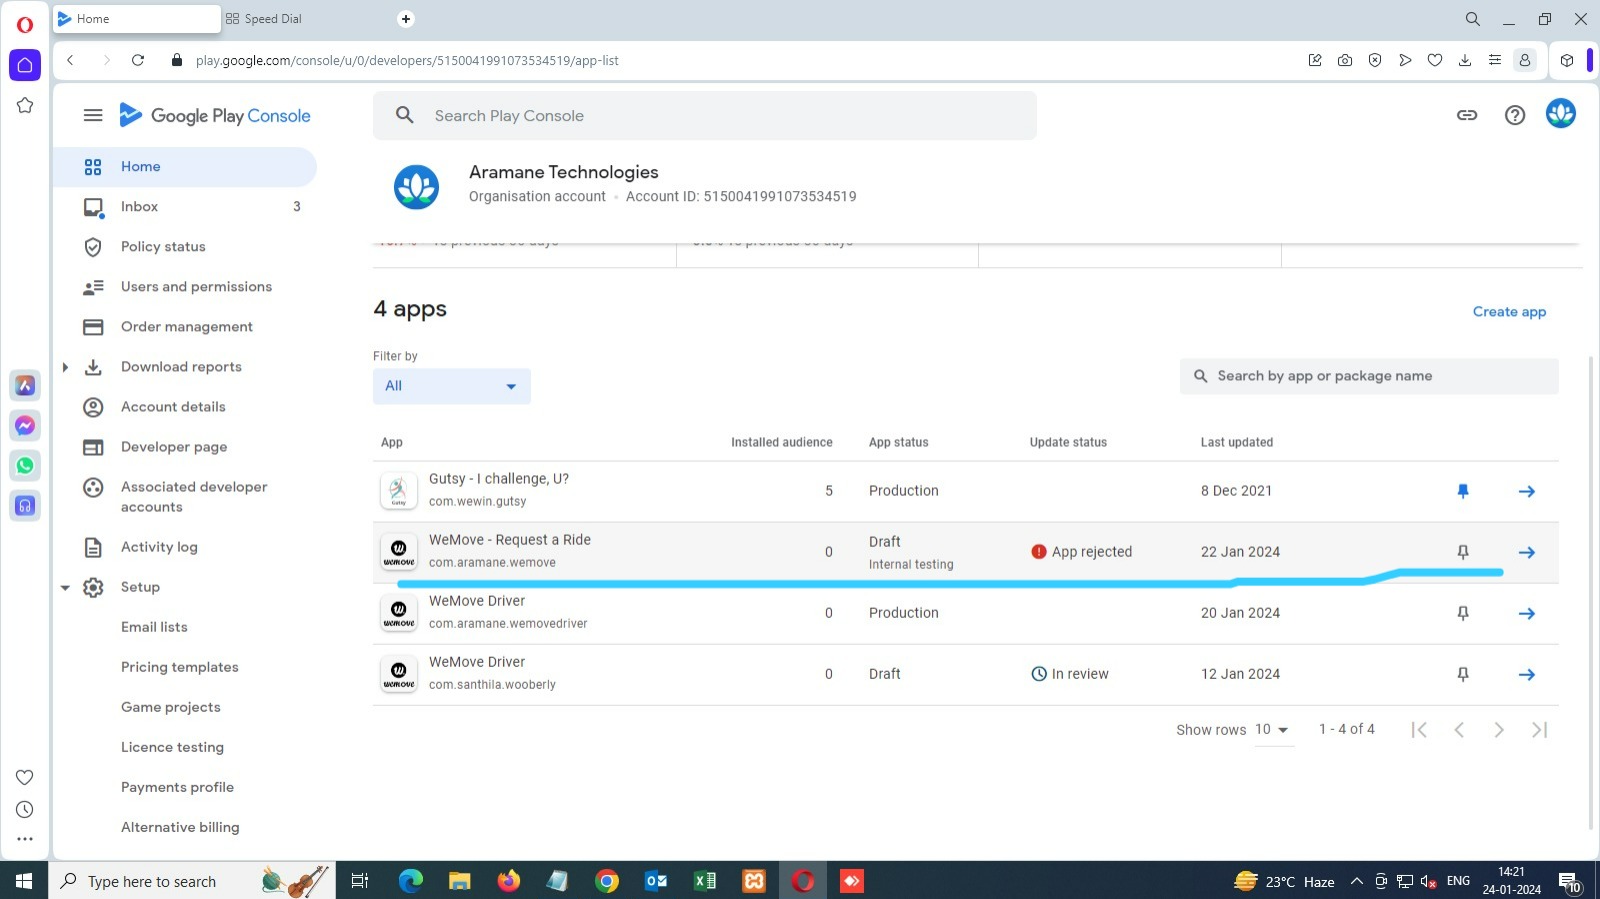 Home
Speed Dial
play.google.com/console/u/0/developers/5150041991073534519/app-list
Google Play Console
Search Play Console
Aramane Technologies
Organisation account • Account ID: 5150041991073534519
Home
Inbox 3
Policy status
Users and permissions
Order management
Download reports
Account details
Developer page
Associated developer
accounts
Activity log
Setup
Email lists
Pricing templates
Game projects
Licence testing
Payments profile
Alternative billing
4 apps
Create app
Filter by
All
Search by app or package name
App Installed audience App status Update status Last updated
Gutsy - I challenge, U?
com.wewin.gutsy
5 Production 8 Dec 2021
Gutsy
WeMove - Request a Ride
com.aramane.wemove
0 Draft
Internal testing
App rejected 22 Jan 2024
wemove
WeMove Driver
com.aramane.wemovedriver
0 Production 20 Jan 2024
wemove
WeMove Driver
com.santhila.wooberly
0 Draft In review 12 Jan 2024
wemove
Show rows 10 1 - 4 of 4
Type here to search
23°C Haze
ENG
14:21
24-01-2024
10